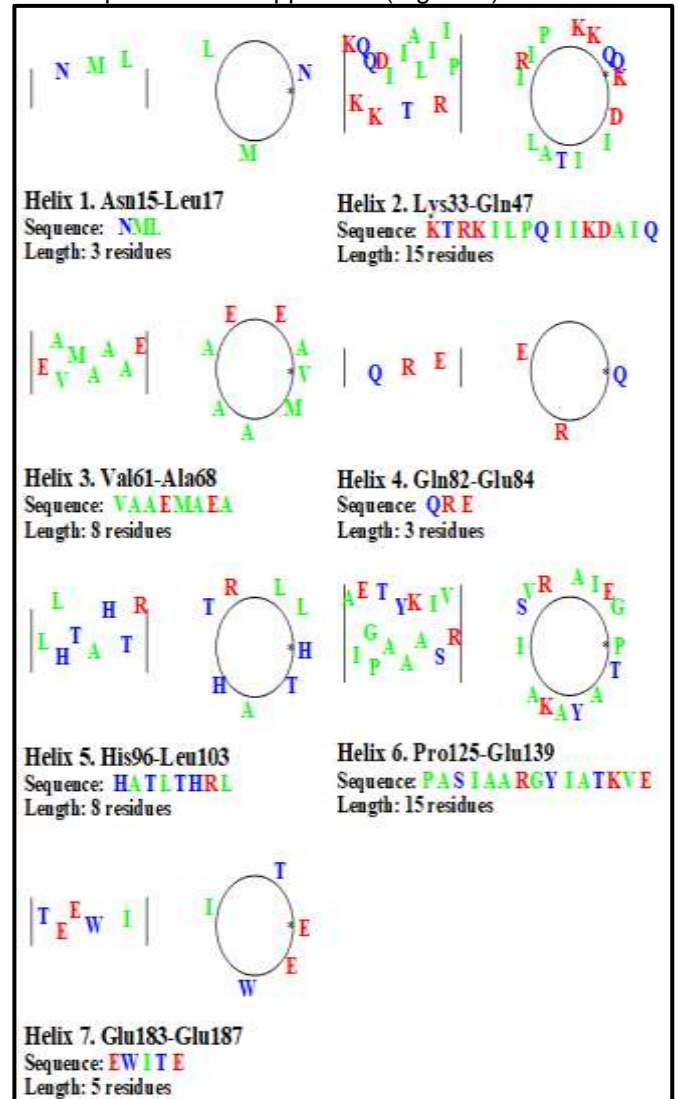 N M L
L N M
K Q Q D I I A L I I P
K K T R
P K K Q Q K D I I T A L I I R
Helix 1. Asn15-Leu17
Sequence: NML
Length: 3 residues
Helix 2. Lys33-Gln47
Sequence: KTRKILPQIIKDAIQ
Length: 15 residues
E A V M A A A E
E E A V M A A A
Q R E
E Q R
Helix 3. Val61-Ala68
Sequence: VAAEMAEA
Length: 8 residues
Helix 4. Gln82-Glu84
Sequence: QRE
Length: 3 residues
L L H T A H T R
T R L L H T A H
A E T Y K I V
I G P A A A S R
S V R A I E G P T A Y A K A I
Helix 5. His96-Leu103
Sequence: HATLTHRL
Length: 8 residues
Helix 6. Pro125-Glu139
Sequence: PASIAARGYIATKVE
Length: 15 residues
T E E W I
I T E E W
Helix 7. Glu183-Glu187
Sequence: EWITE
Length: 5 residues